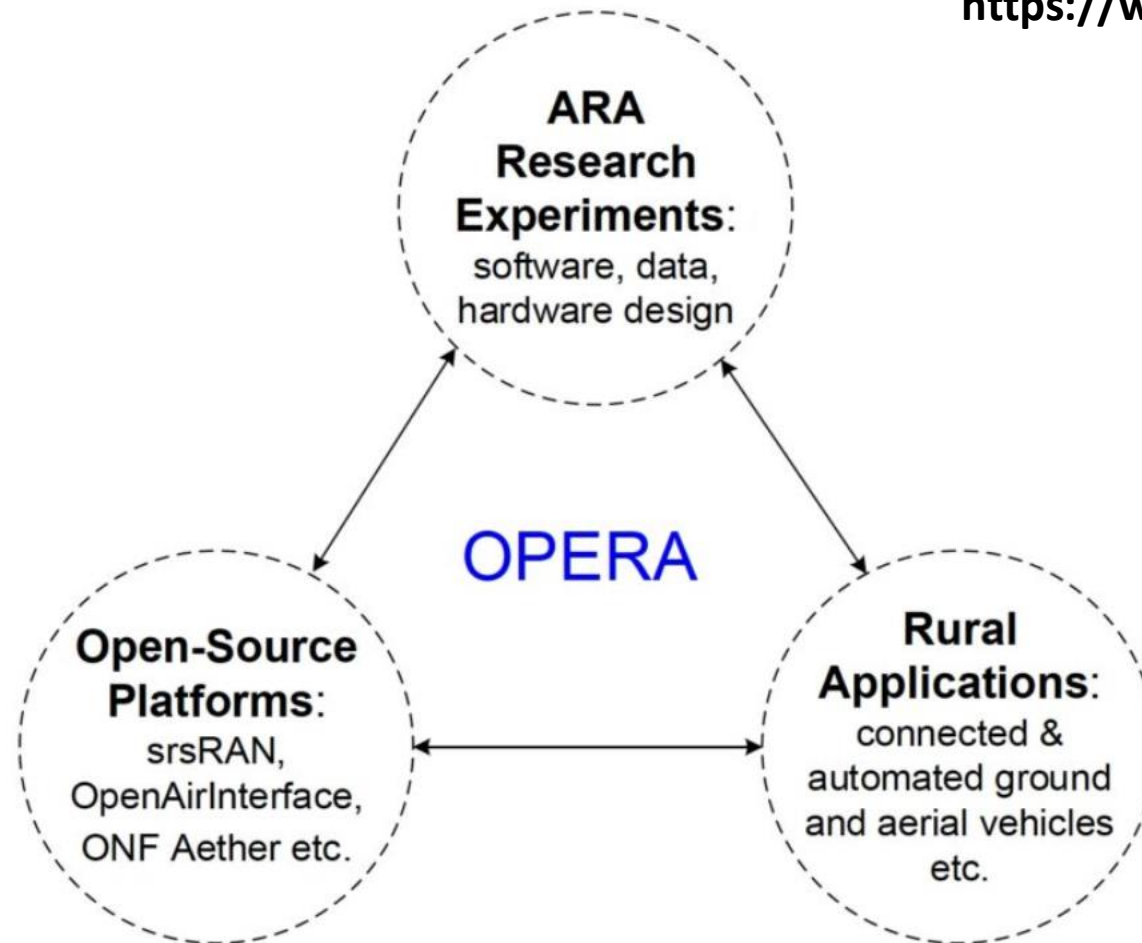 https://w
ARA
Research
Experiments:
software, data,
hardware design
OPERA
Open-Source
Platforms:
srsRAN,
OpenAirInterface,
ONF Aether etc.
Rural
Applications:
connected &
automated ground
and aerial vehicles
etc.